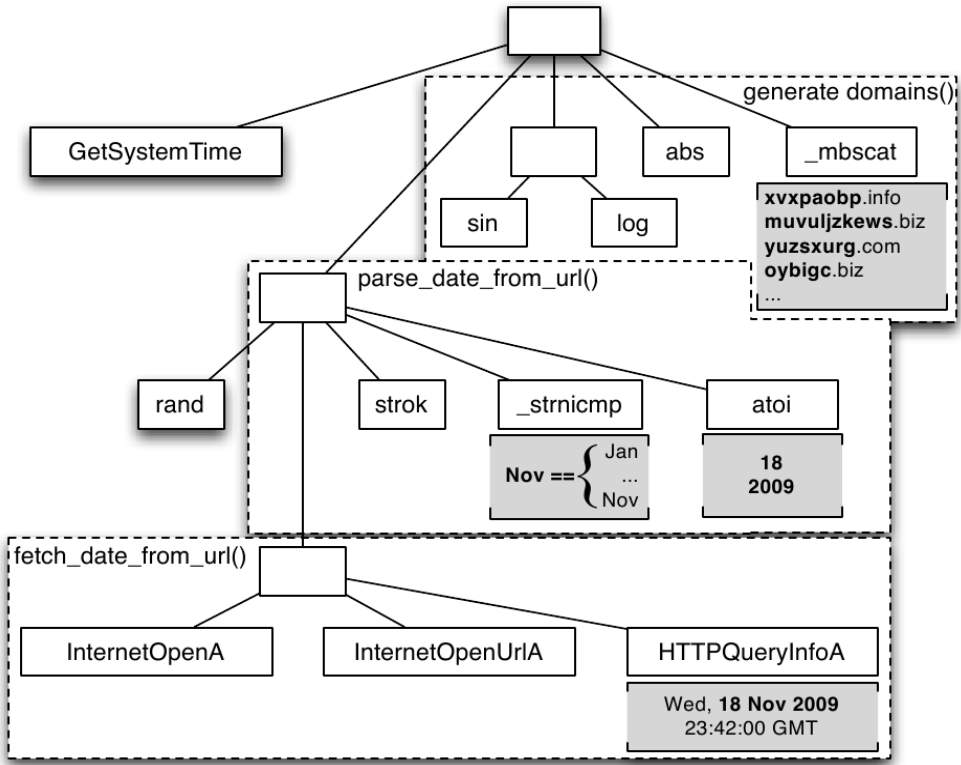 generate domains()
GetSystemTime
abs
_mbscat
sin
log
xvxpaobp.info
muvuljzkews.biz
yuzsxurg.com
oybigc.biz
...
parse_date_from_url()
rand
strok
_strnicmp
atoi
Nov == {
Jan
...
Nov
18
2009
fetch_date_from_url()
InternetOpenA
InternetOpenUrlA
HTTPQueryInfoA
Wed, 18 Nov 2009
23:42:00 GMT